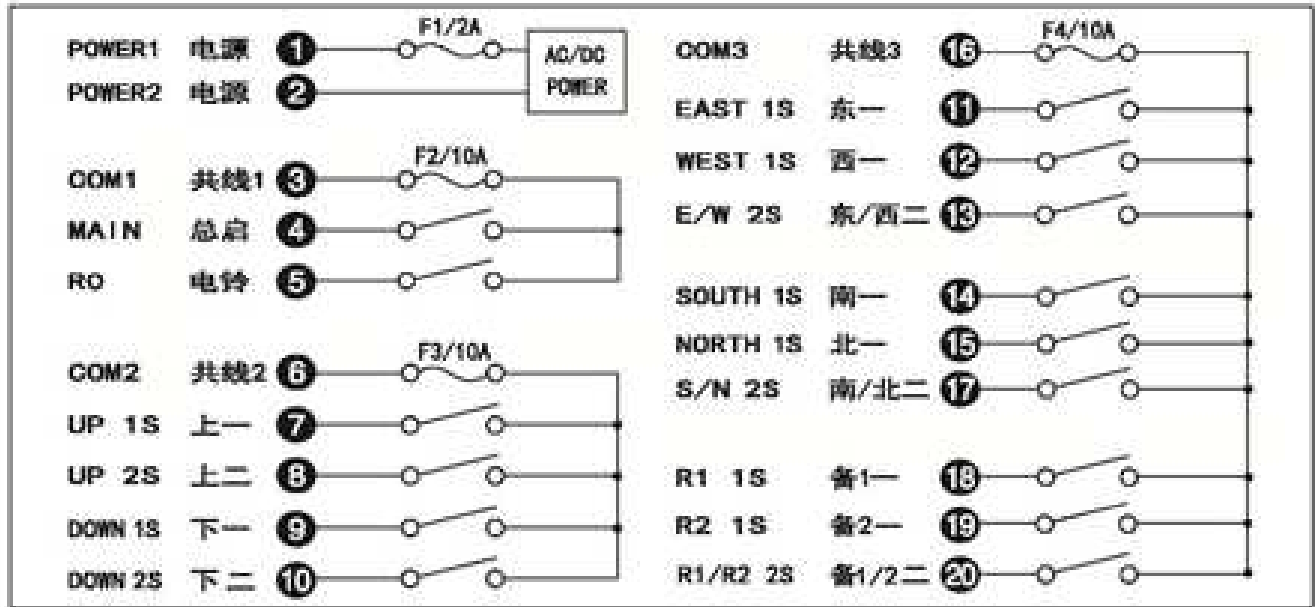 F1/2A
POWER1 电源 1
AC/DC
POWER
POWER2 电源 2
F2/10A
COM1 共线1 3
MAIN 总启 4
RO 电铃 5
F3/10A
COM2 共线2 6
UP 1S 上一 7
UP 2S 上二 8
DOWN 1S 下一 9
DOWN 2S 下二 10
F4/10A
COM3 共线3 16
EAST 1S 东一 11
WEST 1S 西一 12
E/W 2S 东/西二 13
SOUTH 1S 南一 14
NORTH 1S 北一 15
S/N 2S 南/北二 17
R1 1S 备1一 18
R2 1S 备2一 19
R1/R2 2S 备1/2二 20